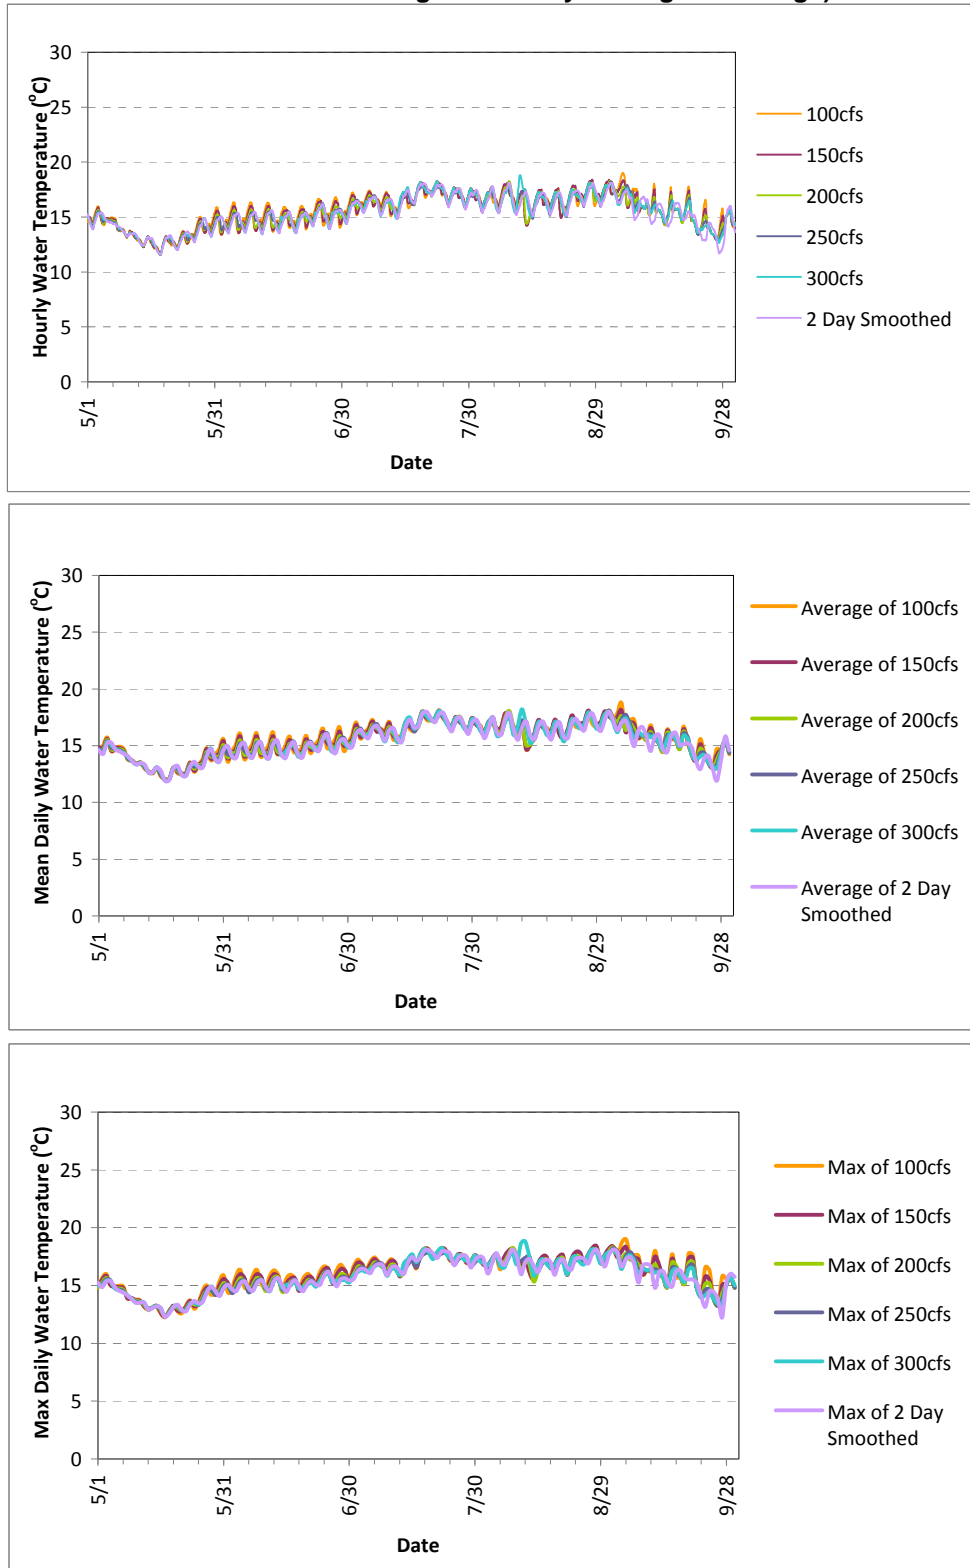 30
25
20
15
10
5
0
Hourly Water Temperature (⁰C)
5/1
5/31
6/30
7/30
8/29
9/28
Date
100cfs
150cfs
200cfs
250cfs
300cfs
2 Day Smoothed
30
25
20
15
10
5
0
Mean Daily Water Temperature (⁰C)
5/1
5/31
6/30
7/30
8/29
9/28
Date
Average of 100cfs
Average of 150cfs
Average of 200cfs
Average of 250cfs
Average of 300cfs
Average of 2 Day
Smoothed
30
25
20
15
10
5
0
Max Daily Water Temperature (⁰C)
5/1
5/31
6/30
7/30
8/29
9/28
Date
Max of 100cfs
Max of 150cfs
Max of 200cfs
Max of 250cfs
Max of 300cfs
Max of 2 Day
Smoothed